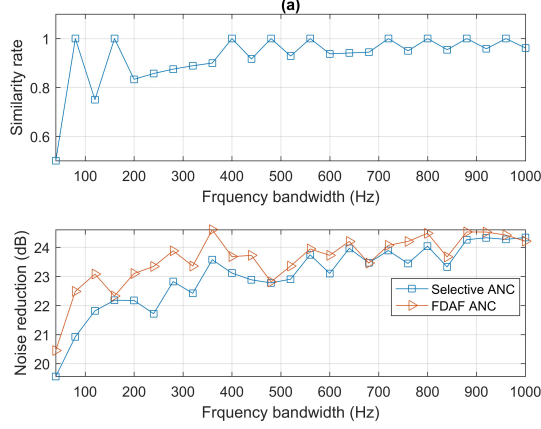 (a)
Similarity rate
1
0.8
0.6
100 200 300 400 500 600 700 800 900 1000
Frquency bandwidth (Hz)
Noise reduction (dB)
24
23
22
21
20
Selective ANC
FDAF ANC
100 200 300 400 500 600 700 800 900 1000
Frquency bandwidth (Hz)